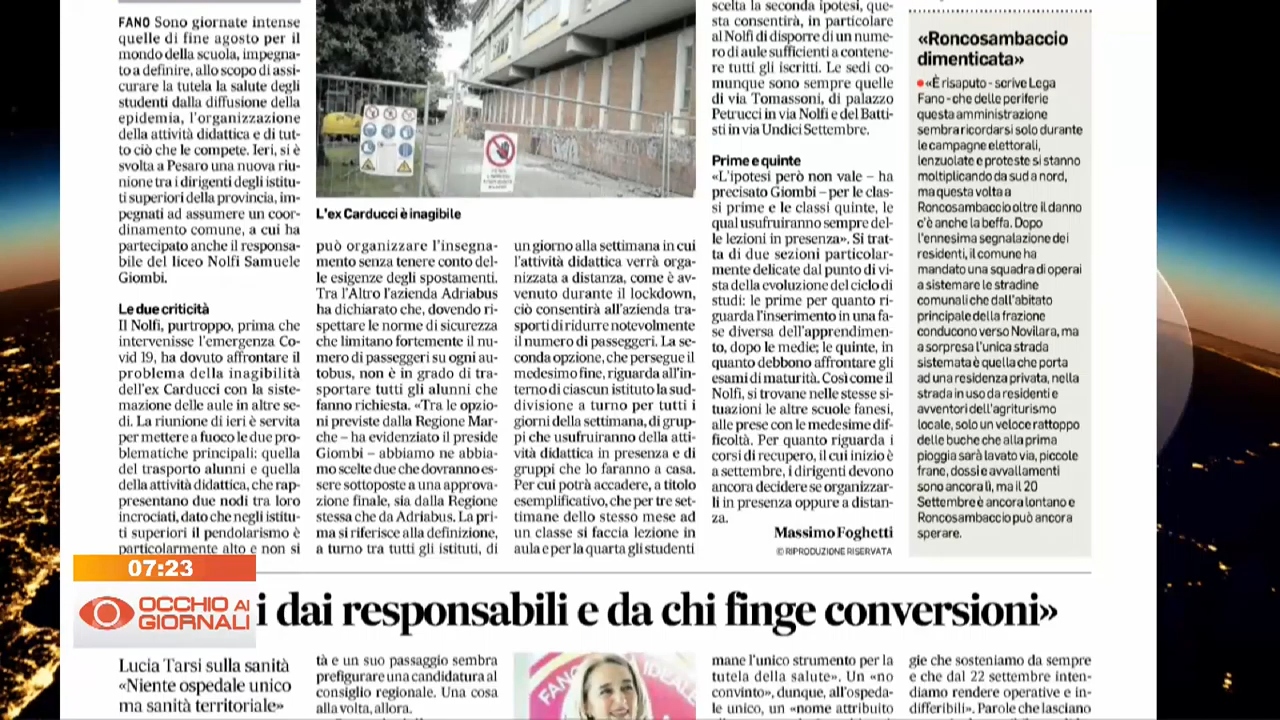 FANO Sono giornate intense
quelle di fine agosto per il
mondo della scuola, impegna-
to a definire, allo scopo di assi-
curare la tutela la salute degli
studenti dalla diffusione della
epidemia, l'organizzazione
della attività didattica e di tut-
to ciò che le compete. Ieri, si è
svolta a Pesaro una nuova riu-
nione tra i dirigenti degli istitu-
ti superiori della provincia, im-
pegnati ad assumere un coor-
dinamento comune, a cui ha
partecipato anche il responsa-
bile del liceo Nolfi Samuele
Giombi.
Le due criticità
Il Nolfi, purtroppo, prima che
intervenisse l'emergenza Co-
vid 19, ha dovuto affrontare il
problema della inagibilità
dell'ex Carducci con la siste-
mazione delle aule in altre se-
di. La riunione di ieri è servita
per mettere a fuoco le due pro-
blematiche principali: quella
del trasporto alunni e quella
della attività didattica, che rap-
presentano due nodi tra loro
incrociati, dato che negli istitu-
ti superiori il pendolarismo è
particolarmente alto e non si
L'ex Carducci è inagibile
può organizzare l'insegna-
mento senza tenere conto del-
le esigenze degli spostamenti.
Tra l'Altro l'azienda Adriabus
ha dichiarato che, dovendo ri-
spettare le norme di sicurezza
che limitano fortemente il nu-
mero di passeggeri su ogni au-
tobus, non è in grado di tra-
sportare tutti gli alunni che
fanno richiesta. «Tra le opzio-
ni previste dalla Regione Mar-
che – ha evidenziato il preside
Giombi – abbiamo ne abbia-
mo scelte due che dovranno es-
sere sottoposte a una approva-
zione finale, sia dalla Regione
stessa che da Adriabus. La pri-
ma si riferisce alla definizione,
a turno tra tutti gli istituti, di
un giorno alla settimana in cui
l'attività didattica verrà orga-
nizzata a distanza, come è av-
venuto durante il lockdown,
ciò consentirà all'azienda tra-
sporti di ridurre notevolmente
il numero di passeggeri. La se-
conda opzione, che persegue il
medesimo fine, riguarda all'in-
terno di ciascun istituto la sud-
divisione a turno per tutti i
giorni della settimana, di grup-
pi che usufruiranno della atti-
vità didattica in presenza e di
gruppi che lo faranno a casa.
Per cui potrà accadere, a titolo
esemplificativo, che per tre set-
timane dello stesso mese ad
un classe si faccia lezione in
aula e per la quarta gli studenti
scelta la seconda ipotesi, que-
sta consentirà, in particolare
al Nolfi di disporre di un nume-
ro di aule sufficienti a contene-
re tutti gli iscritti. Le sedi co-
munque sono sempre quelle
di via Tomassoni, di palazzo
Petrucci in via Nolfi e del Batti-
sti in via Undici Settembre.
Prime e quinte
«L'ipotesi però non vale – ha
precisato Giombi – per le clas-
si prime e le classi quinte, le
qual usufruiranno sempre del-
le lezioni in presenza». Si trat-
ta di due sezioni particolar-
mente delicate dal punto di vi-
sta della evoluzione del ciclo di
studi: le prime per quanto ri-
guarda l'inserimento in una fa-
se diversa dell'apprendimen-
to, dopo le medie; le quinte, in
quanto debbono affrontare gli
esami di maturità. Così come il
Nolfi, si trovane nelle stesse si-
tuazioni le altre scuole fanesi,
alle prese con le medesime dif-
ficoltà. Per quanto riguarda i
corsi di recupero, il cui inizio è
a settembre, i dirigenti devono
ancora decidere se organizzar-
li in presenza oppure a distan-
za.
Massimo Foghetti
© RIPRODUZIONE RISERVATA
«Roncosambaccio
dimenticata»
«È risaputo - scrive Lega
Fano - che delle periferie
questa amministrazione
sembra ricordarsi solo durante
le campagne elettorali,
lenzuolate e proteste si stanno
moltiplicando da sud a nord,
ma questa volta a
Roncosambaccio oltre il danno
c'è anche la beffa. Dopo
l'ennesima segnalazione dei
residenti, il comune ha
mandato una squadra di operai
a sistemare le stradine
comunali che dall'abitato
principale della frazione
conducono verso Novilara, ma
a sorpresa l'unica strada
sistemata è quella che porta
ad una residenza privata, nella
strada in uso da residenti e
avventori dell'agriturismo
locale, solo un veloce rattoppo
delle buche che alla prima
pioggia sarà lavato via, piccole
frane, dossi e avvallamenti
sono ancora lì, ma il 20
Settembre è ancora lontano e
Roncosambaccio può ancora
sperare.
07:23
OCCHIO AI
GIORNALI
i dai responsabili e da chi finge conversioni»
Lucia Tarsi sulla sanità
«Niente ospedale unico
ma sanità territoriale»
tà e un suo passaggio sembra
prefigurare una candidatura al
consiglio regionale. Una cosa
alla volta, allora.
mane l'unico strumento per la
tutela della salute». Un «no
convinto», dunque, all'ospeda-
le unico, un «nome attribuito
gie che sosteniamo da sempre
e che dal 22 settembre inten-
diamo rendere operative e in-
differibili». Parole che lasciano